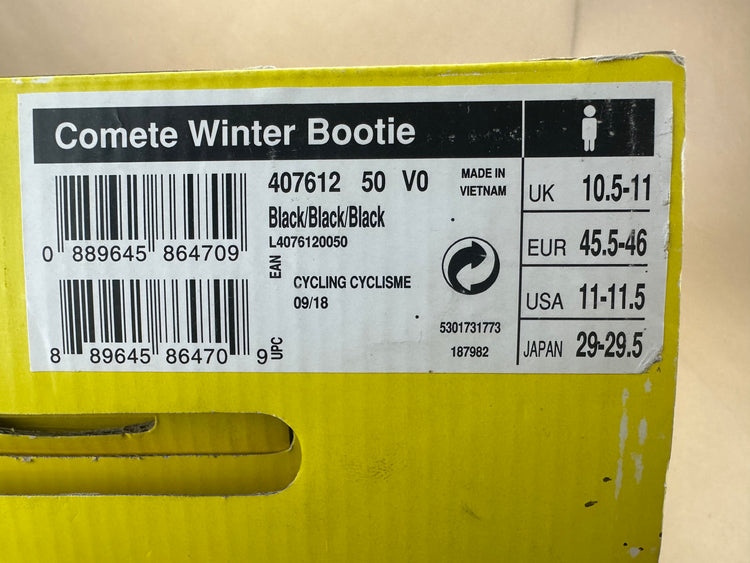 Comete Winter Bootie
407612 50 V0
MADE IN
VIETNAM
Black/Black/Black
L4076120050
0 889645 864709
EAN
CYCLING CYCLISME
09/18
8 89645 86470 9
UPC
5301731773
187982
UK 10.5-11
EUR 45.5-46
USA 11-11.5
JAPAN 29-29.5